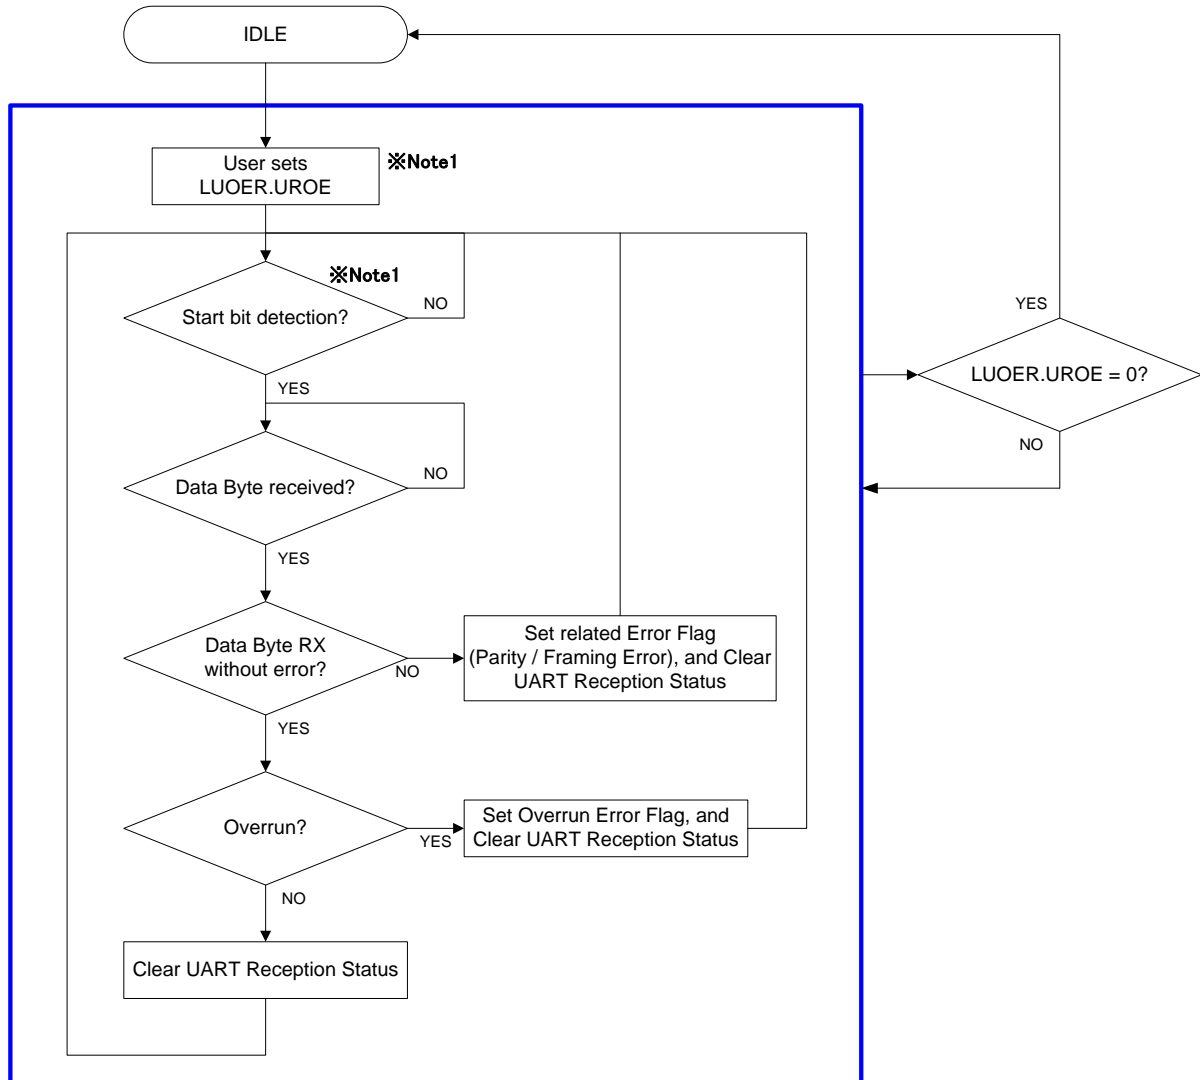 IDLE
User sets
LUOER.UROE
※Note1
※Note1
Start bit detection?
NO
YES
Data Byte received?
NO
YES
Data Byte RX
without error?
NO
YES
Set related Error Flag
(Parity / Framing Error), and Clear
UART Reception Status
Overrun?
YES
NO
Set Overrun Error Flag, and
Clear UART Reception Status
Clear UART Reception Status
YES
LUOER.UROE = 0?
NO